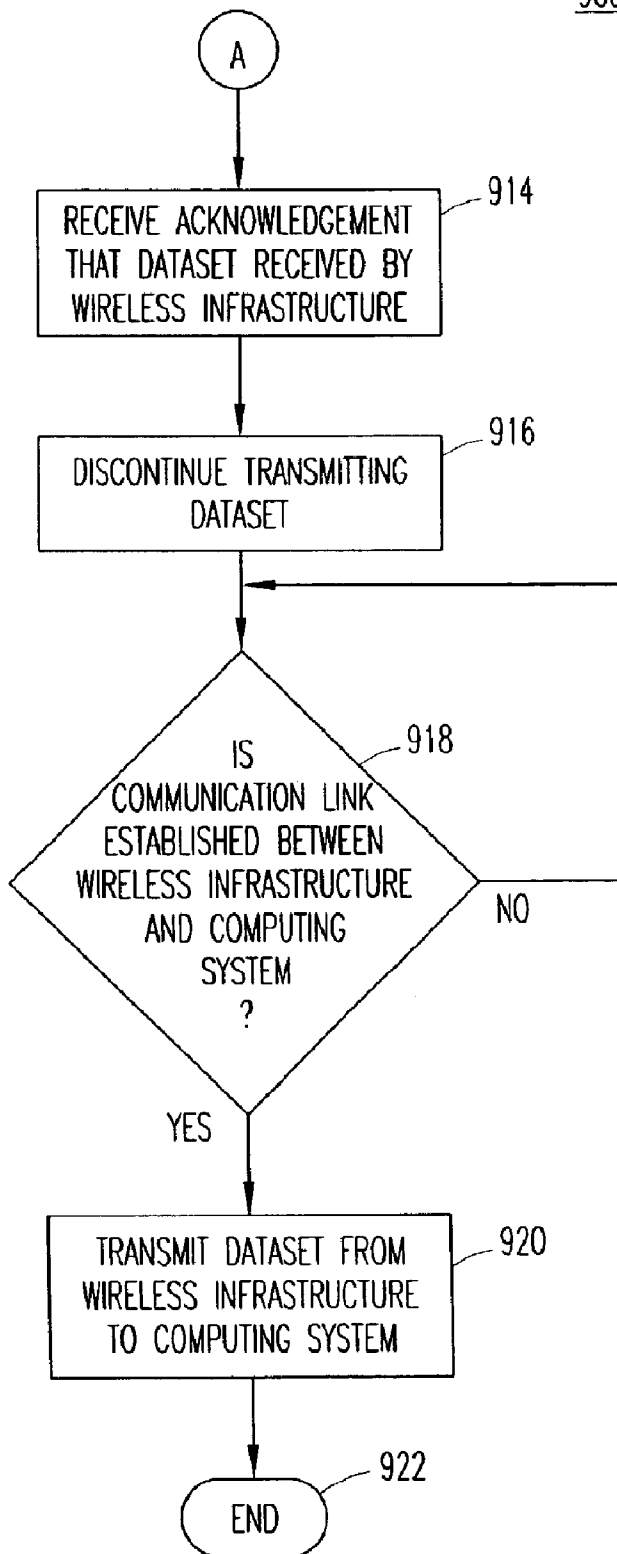 A
914
RECEIVE ACKNOWLEDGEMENT
THAT DATASET RECEIVED BY
WIRELESS INFRASTRUCTURE
916
DISCONTINUE TRANSMITTING
DATASET
918
IS
COMMUNICATION LINK
ESTABLISHED BETWEEN
WIRELESS INFRASTRUCTURE
AND COMPUTING
SYSTEM
?
NO
YES
920
TRANSMIT DATASET FROM
WIRELESS INFRASTRUCTURE
TO COMPUTING SYSTEM
922
END